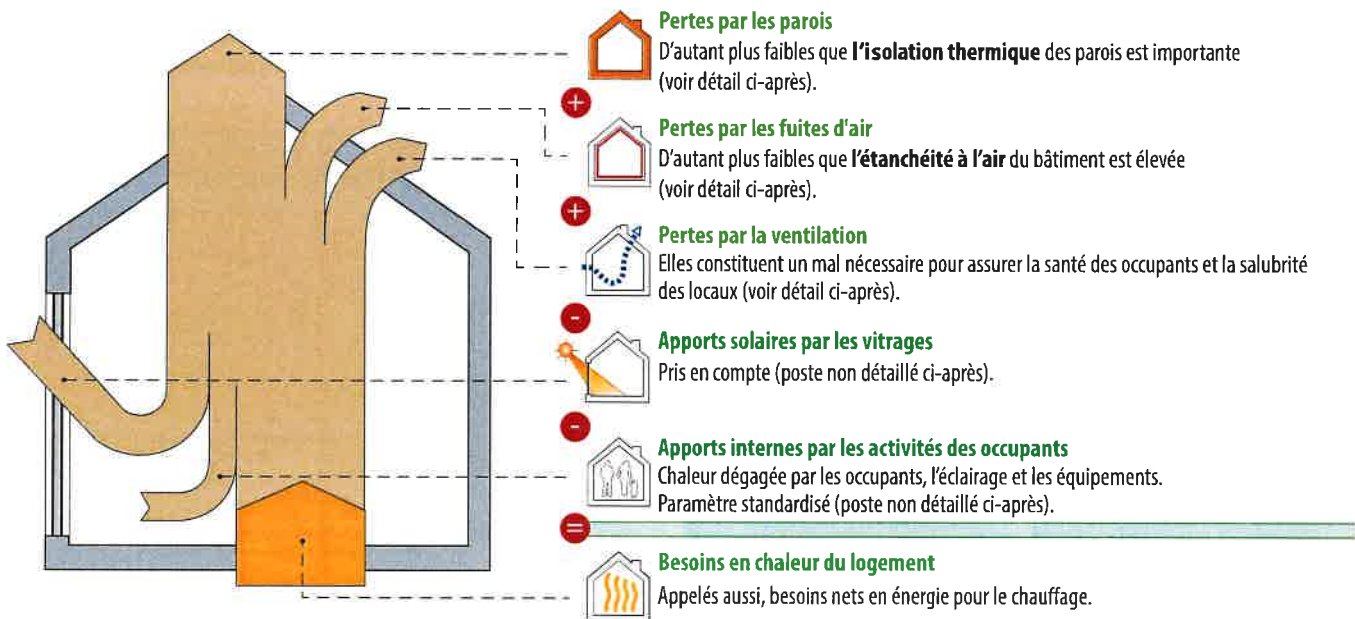 Pertes par les parois
D'autant plus faibles que l'isolation thermique des parois est importante
(voir détail ci-après).
+
Pertes par les fuites d'air
D'autant plus faibles que l'étanchéité à l'air du bâtiment est élevée
(voir détail ci-après).
+
Pertes par la ventilation
Elles constituent un mal nécessaire pour assurer la santé des occupants et la salubrité
des locaux (voir détail ci-après).
-
Apports solaires par les vitrages
Pris en compte (poste non détaillé ci-après).
-
Apports internes par les activités des occupants
Chaleur dégagée par les occupants, l'éclairage et les équipements.
Paramètre standardisé (poste non détaillé ci-après).
=
Besoins en chaleur du logement
Appelés aussi, besoins nets en énergie pour le chauffage.